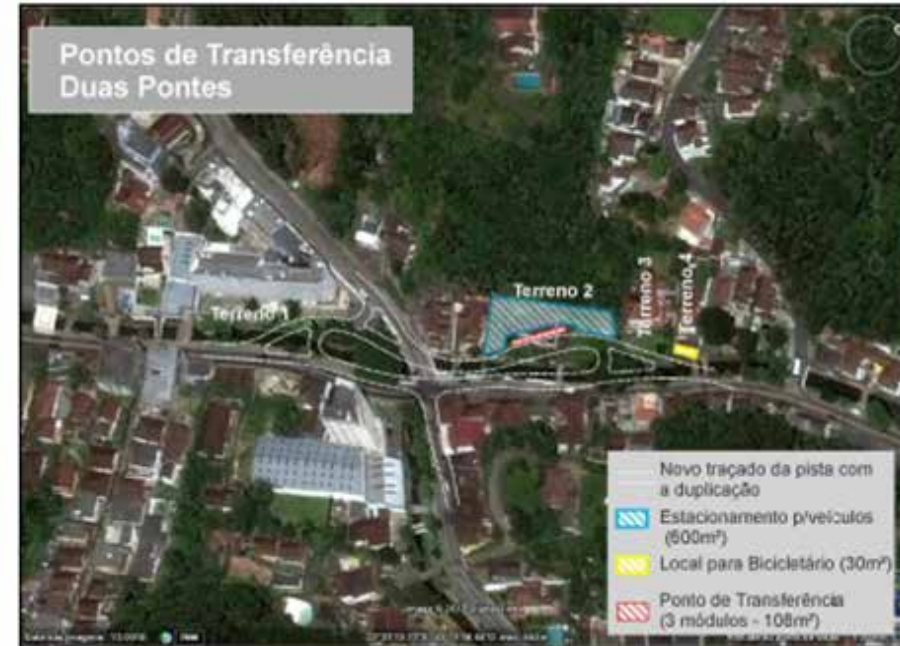 Pontos de Transferência
Duas Pontes
Terreno 1
Terreno 2
Terreno 3
Terreno 4
Novo traçado da pista com
a duplicação
Estacionamento p/veículos
(600m²)
Local para Bicicletário (30m²)
Ponto de Transferência
(3 módulos - 108m²)